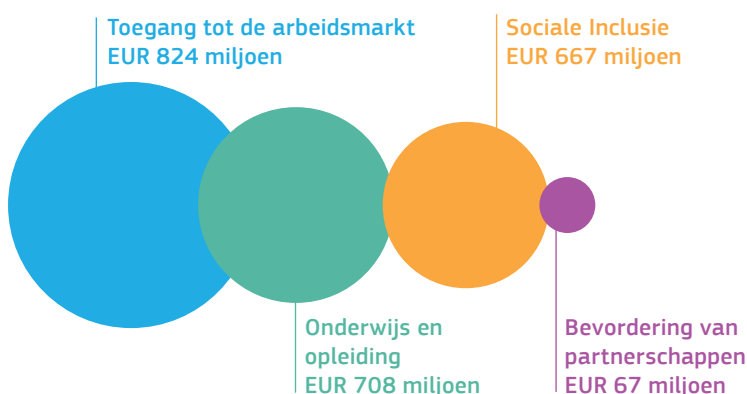 Toegang tot de arbeidsmarkt
EUR 824 miljoen
Sociale Inclusie
EUR 667 miljoen
Onderwijs en
opleiding
EUR 708 miljoen
Bevordering van
partnerschappen
EUR 67 miljoen